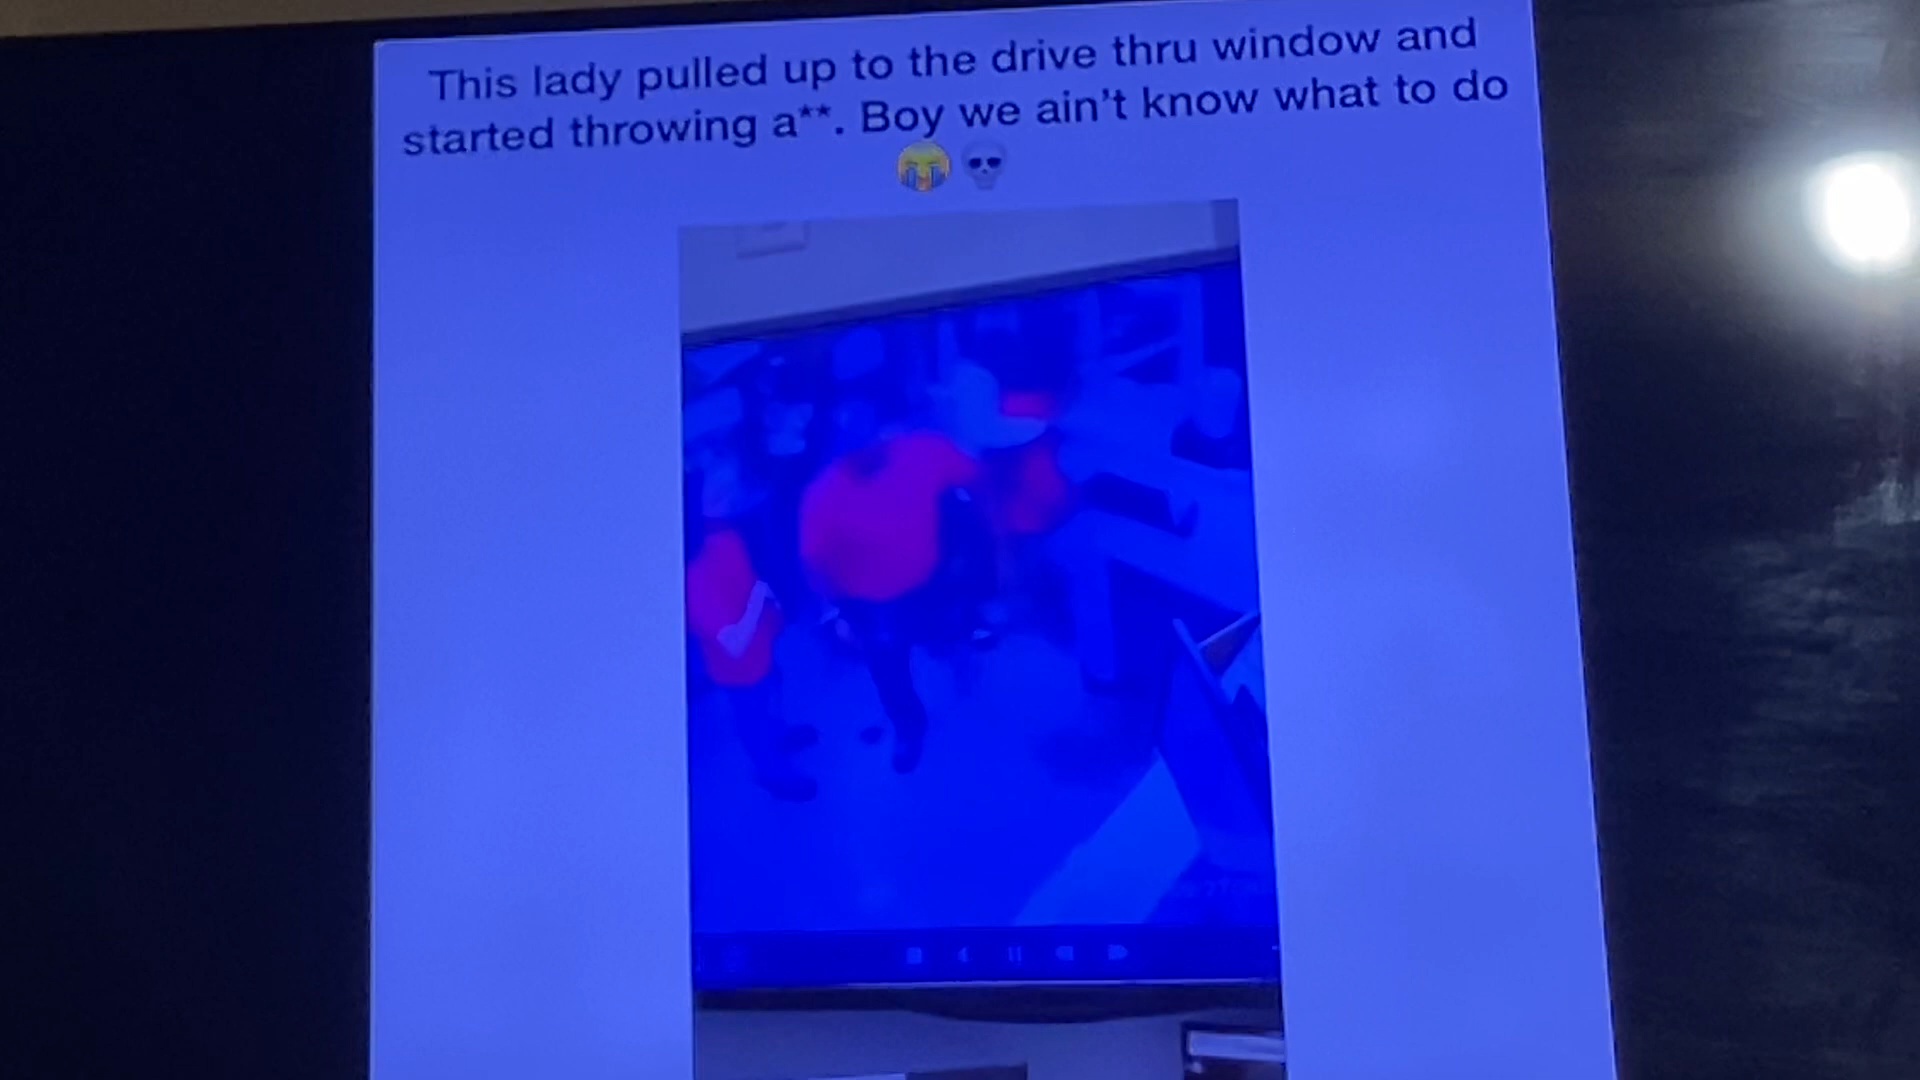 This lady pulled up to the drive thru window and
started throwing a**. Boy we ain't know what to do
😭💀